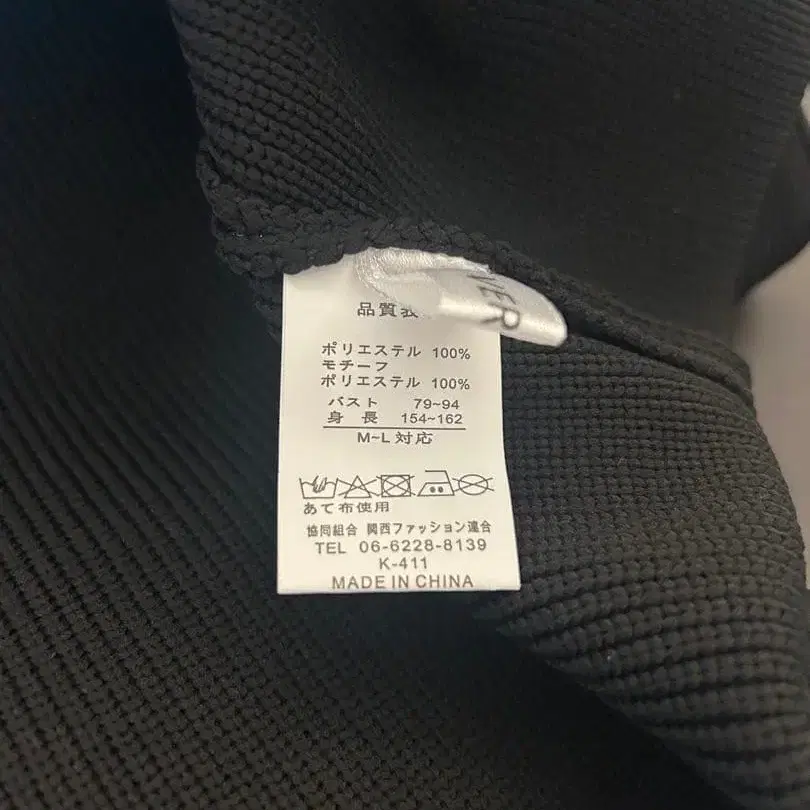 品質表
ポリエステル 100%
モチーフ
ポリエステル 100%
バスト 79~94
身 長 154~162
M~L 対応
あて布使用
協同組合 関西ファッション連合
TEL 06-6228-8139
K-411
MADE IN CHINA